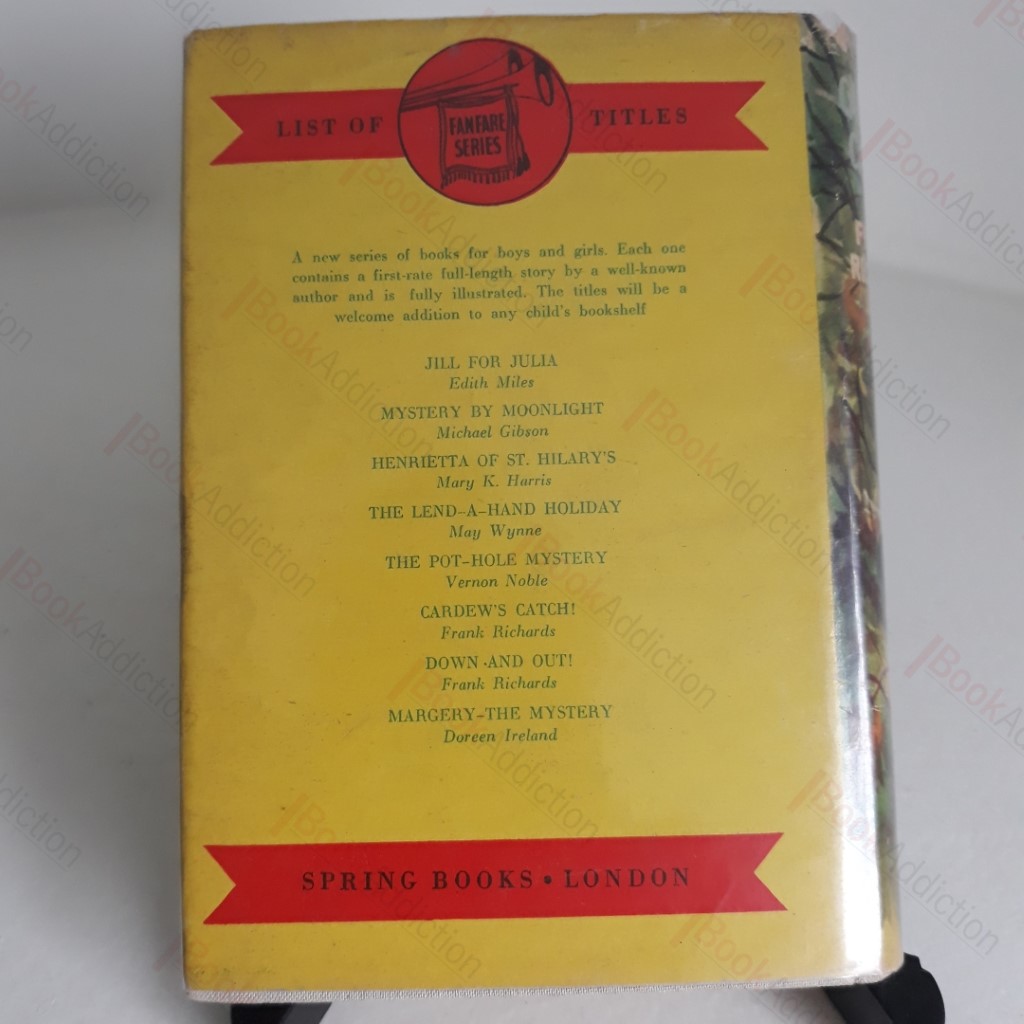 LIST OF TITLES
FANFARE
SERIES
A new series of books for boys and girls. Each one
contains a first-rate full-length story by a well-known
author and is fully illustrated. The titles will be a
welcome addition to any child's bookshelf
JILL FOR JULIA
Edith Miles
MYSTERY BY MOONLIGHT
Michael Gibson
HENRIETTA OF ST. HILARY'S
Mary K. Harris
THE LEND-A-HAND HOLIDAY
May Wynne
THE POT-HOLE MYSTERY
Vernon Noble
CARDEW'S CATCH!
Frank Richards
DOWN AND OUT!
Frank Richards
MARGERY-THE MYSTERY
Doreen Ireland
SPRING BOOKS • LONDON
BookAddiction